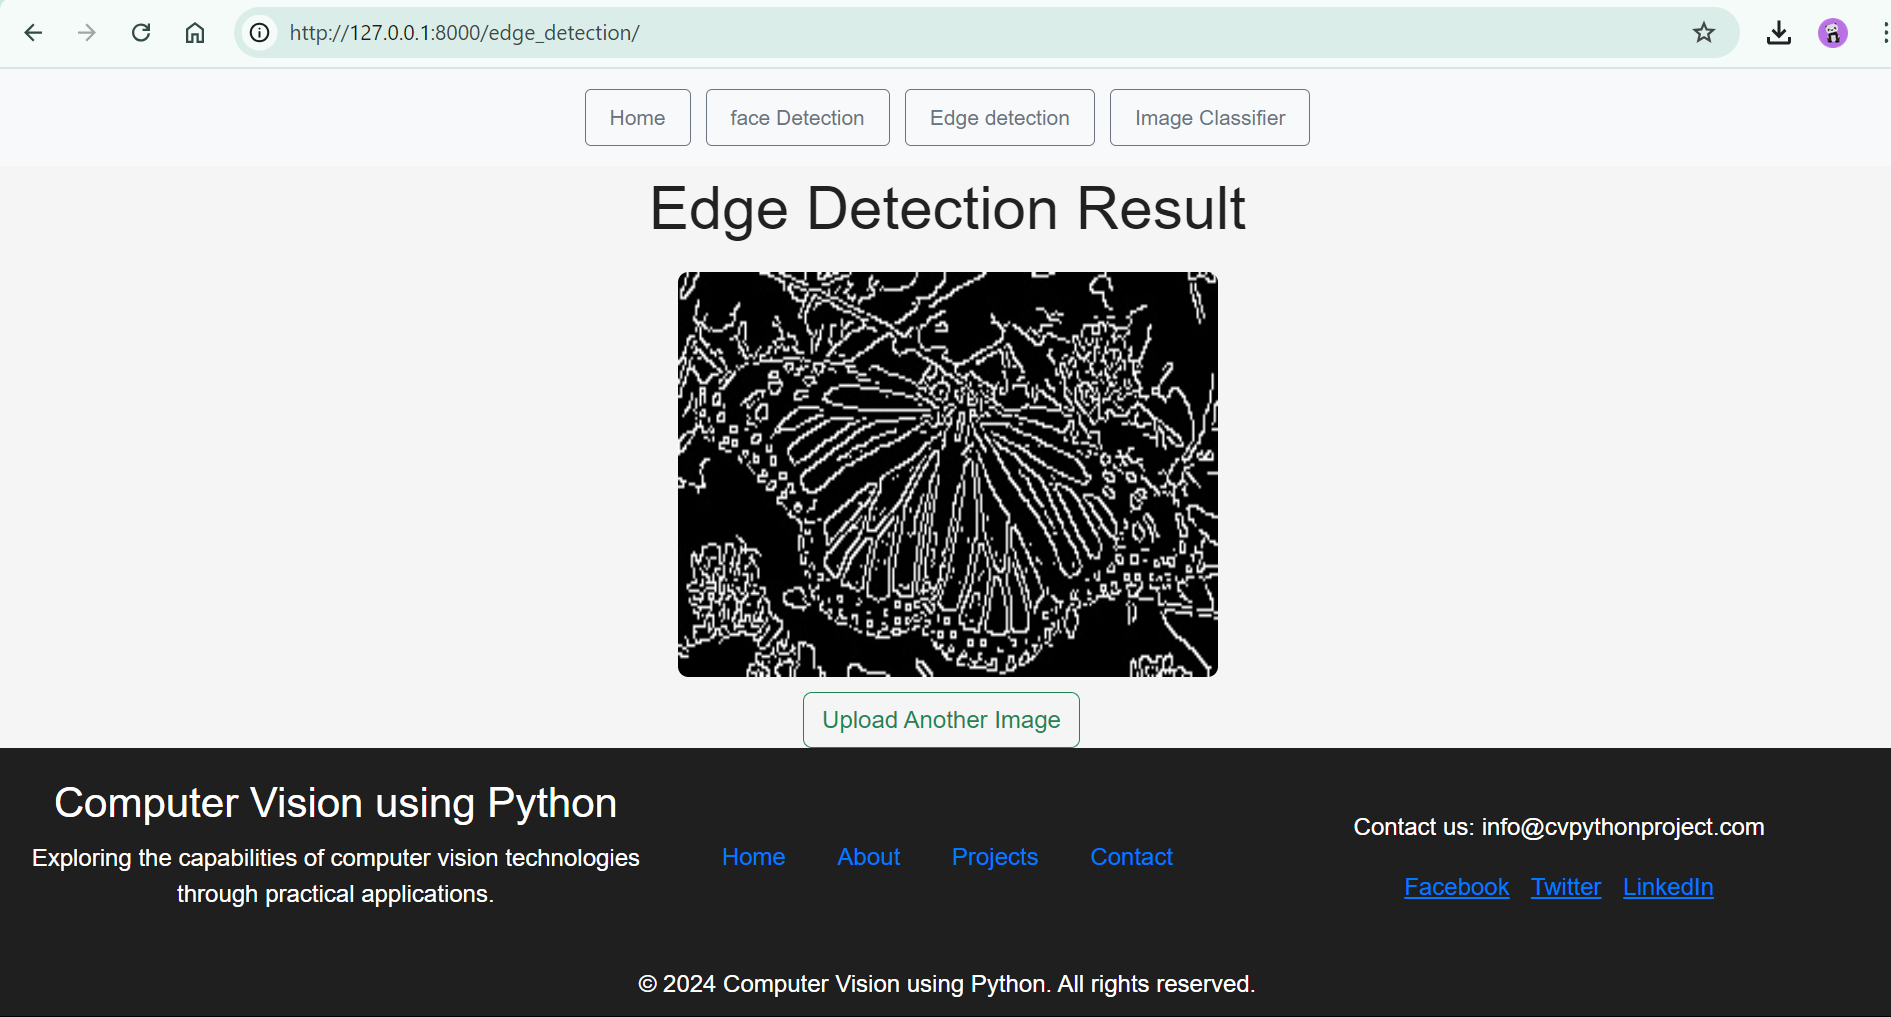 http://127.0.0.1:8000/edge_detection/
Home
face Detection
Edge detection
Image Classifier
Edge Detection Result
Upload Another Image
Computer Vision using Python
Exploring the capabilities of computer vision technologies
through practical applications.
Home
About
Projects
Contact
Contact us: info@cvpythonproject.com
Facebook
Twitter
LinkedIn
© 2024 Computer Vision using Python. All rights reserved.